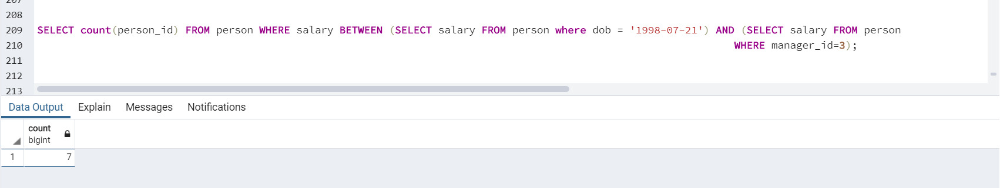 207
208
209 SELECT count(person_id) FROM person WHERE salary BETWEEN (SELECT salary FROM person where dob = '1998-07-21') AND (SELECT salary FROM person
210 WHERE manager_id=3);
211
212
213
Data Output Explain Messages Notifications
count
bigint
1 7